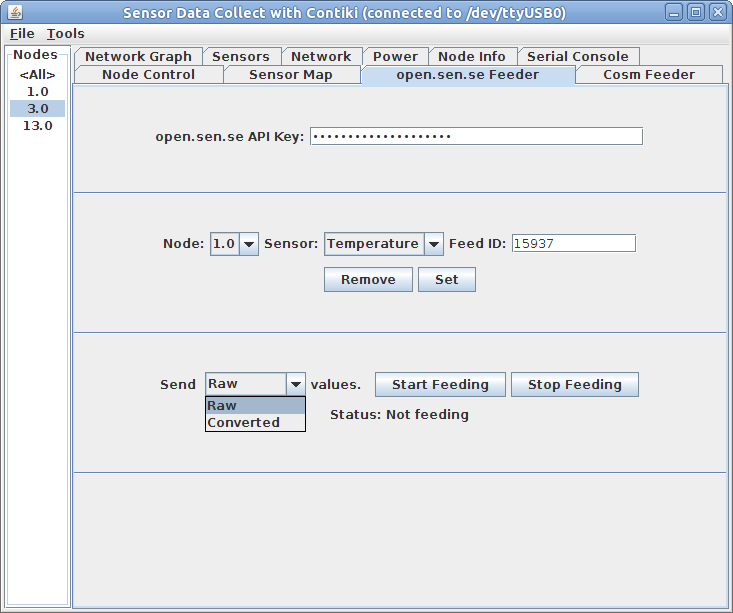 Sensor Data Collect with Contiki (connected to /dev/ttyUSB0)
File Tools
Nodes
<All>
1.0
3.0
13.0
Network Graph Sensors Network Power Node Info Serial Console
Node Control Sensor Map open.sen.se Feeder Cosm Feeder
open.sen.se API Key: ••••••••••••••••••••
Node: 1.0 Sensor: Temperature Feed ID: 15937
Remove Set
Send Raw values. Start Feeding Stop Feeding
Raw
Converted
Status: Not feeding